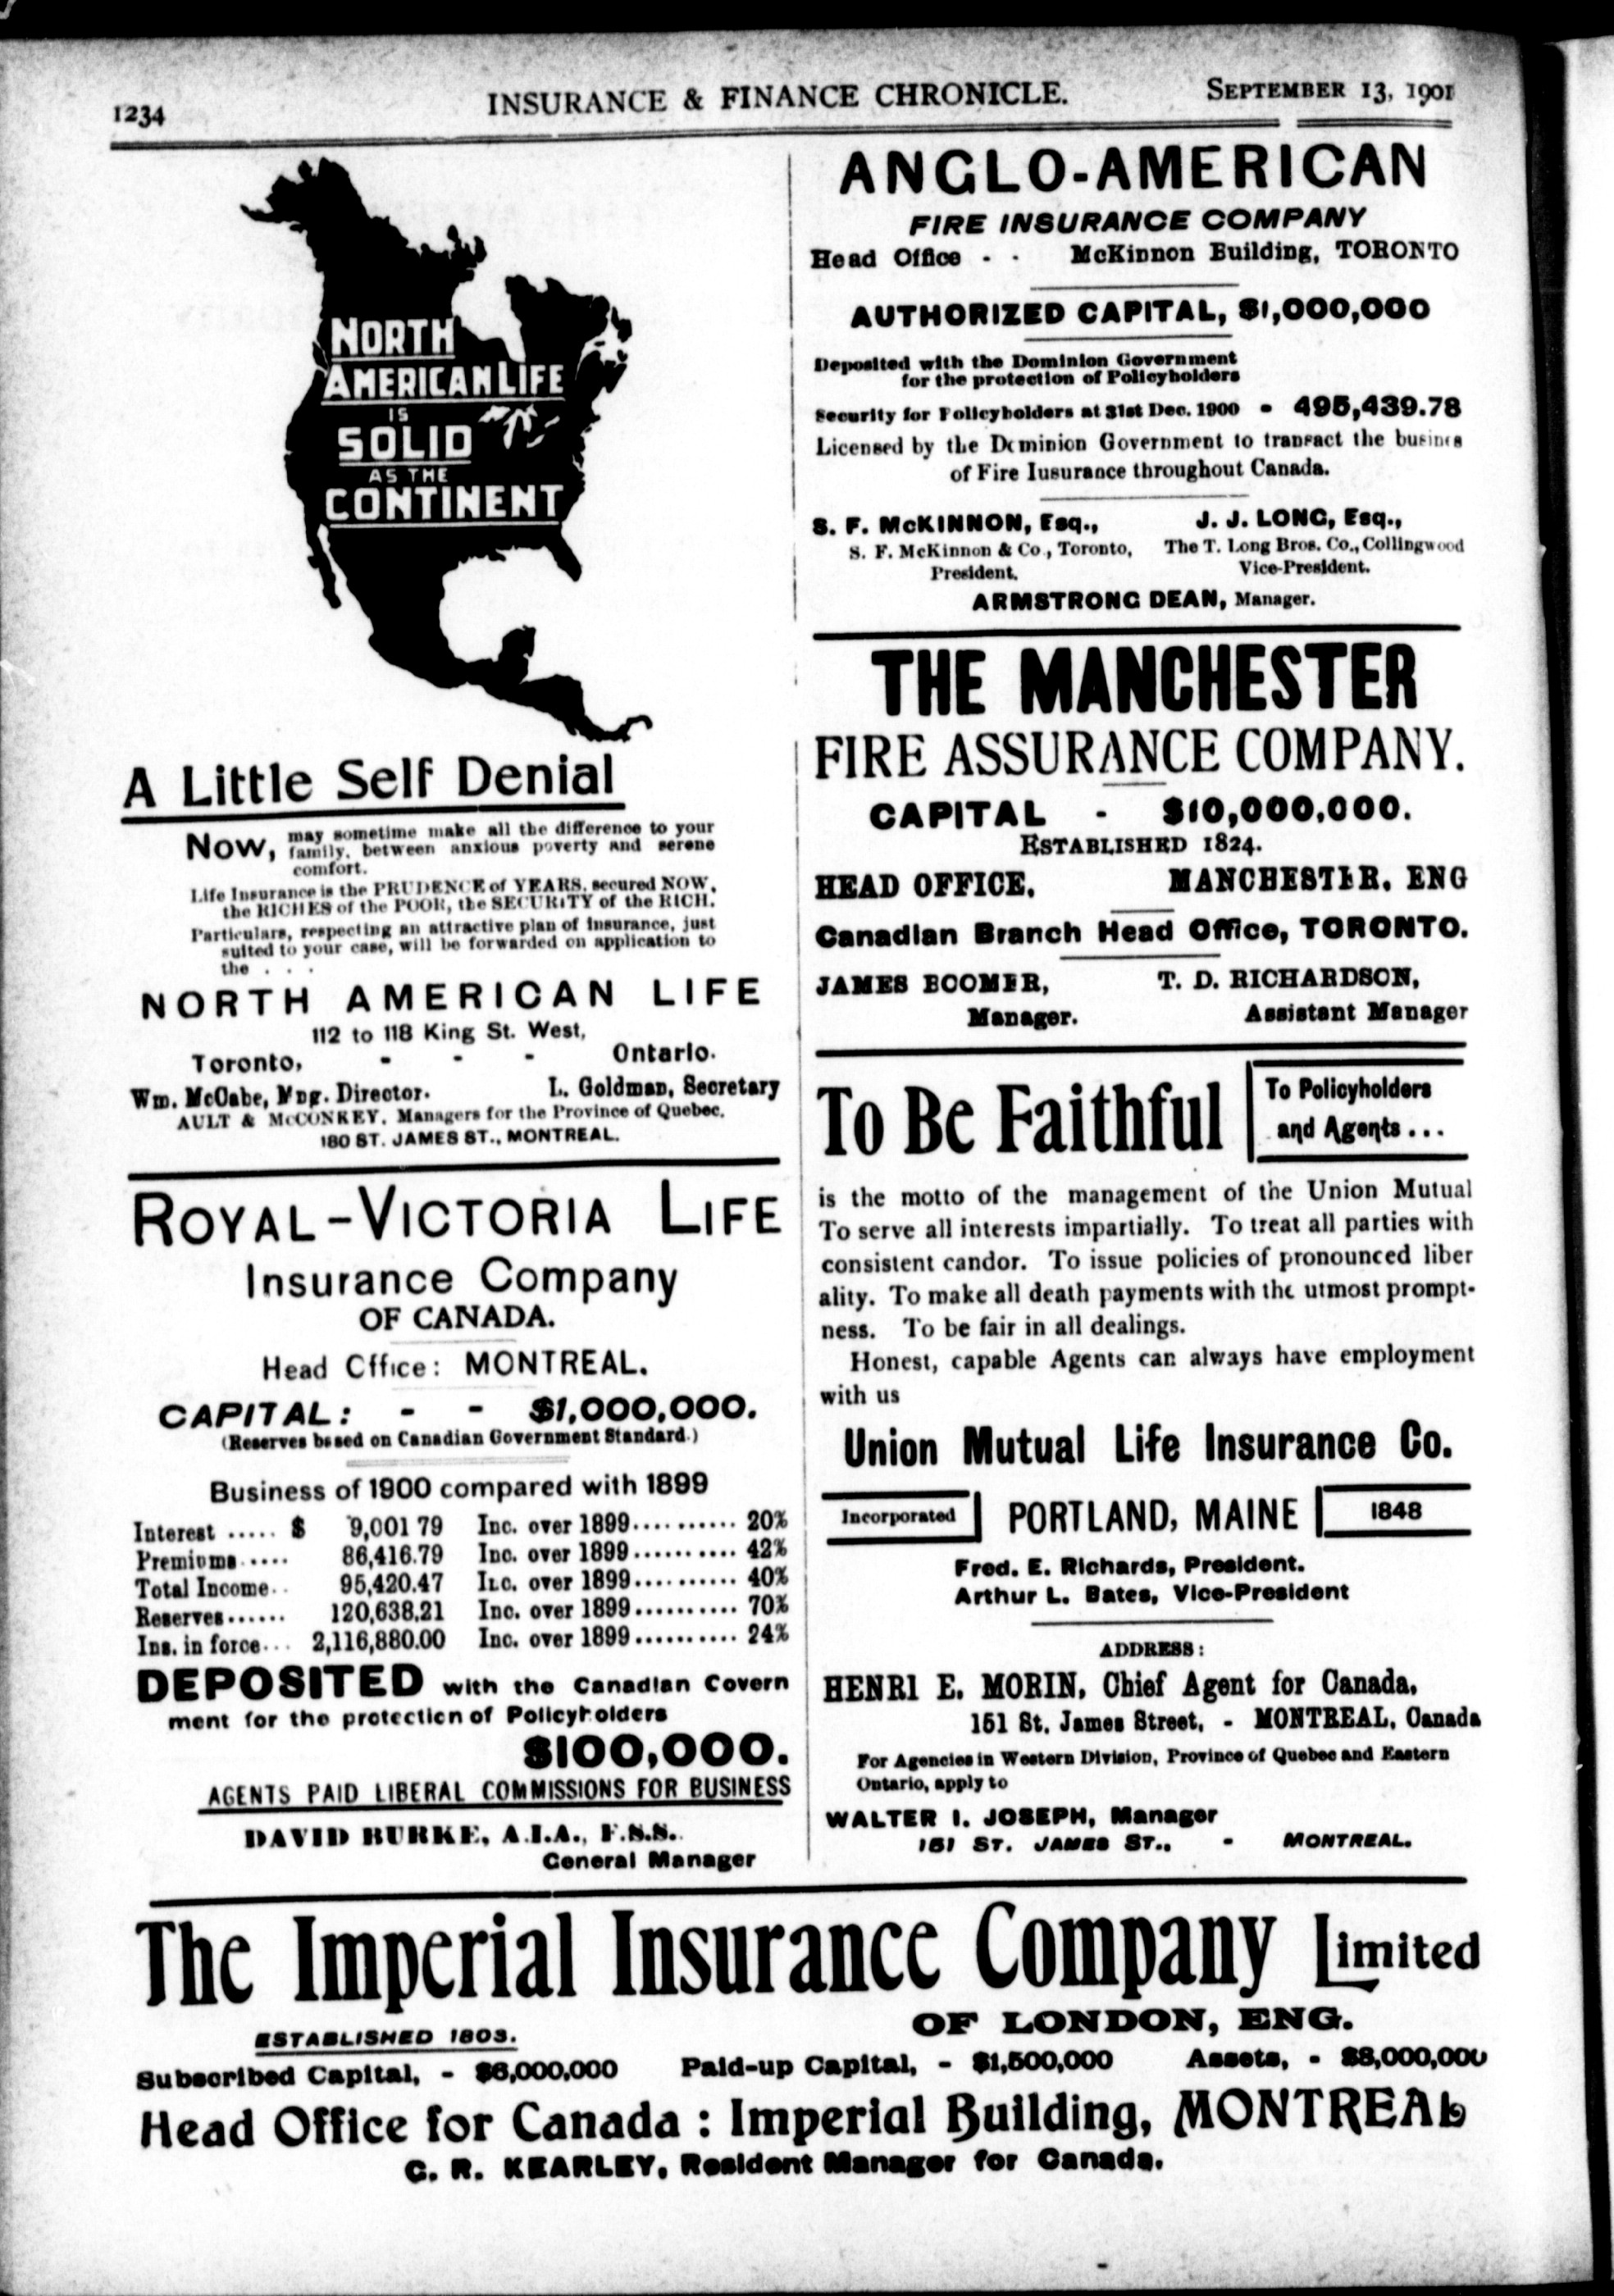 1234
INSURANCE & FINANCE CHRONICLE.
SEPTEMBER 13, 1901
NORTH
AMERICAN LIFE
IS
SOLID
AS THE
CONTINENT
A Little Self Denial
Now, may sometime make all the difference to your
family, between anxious poverty and serene
comfort.
Life Insurance is the PRUDENCE of YEARS, secured NOW,
the RICHES of the POOR, the SECURITY of the RICH.
Particulars, respecting an attractive plan of insurance, just
suited to your case, will be forwarded on application to
the . . .
NORTH AMERICAN LIFE
112 to 118 King St. West,
Toronto, - - - Ontario.
Wm. McCabe, Mng. Director. L. Goldman, Secretary
AULT & McCONKEY, Managers for the Province of Quebec.
180 ST. JAMES ST., MONTREAL.
ROYAL-VICTORIA LIFE
Insurance Company
OF CANADA.
Head Office: MONTREAL.
CAPITAL: - - $1,000,000.
(Reserves based on Canadian Government Standard.)
Business of 1900 compared with 1899
Interest ..... $ 9,001 79 Inc. over 1899.......... 20%
Premiums ..... 86,416.79 Inc. over 1899.......... 42%
Total Income.. 95,420.47 Inc. over 1899.......... 40%
Reserves...... 120,638.21 Inc. over 1899.......... 70%
Ins. in force... 2,116,880.00 Inc. over 1899.......... 24%
DEPOSITED with the Canadian Govern
ment for the protection of Policyholders
$100,000.
AGENTS PAID LIBERAL COMMISSIONS FOR BUSINESS
DAVID BURKE, A.I.A., F.S.S.
General Manager
ANGLO-AMERICAN
FIRE INSURANCE COMPANY
Head Office - - McKinnon Building, TORONTO
AUTHORIZED CAPITAL, $1,000,000
Deposited with the Dominion Government
for the protection of Policyholders
Security for Policyholders at 31st Dec. 1900 - 495,439.78
Licensed by the Dominion Government to transact the busines
of Fire Iusurance throughout Canada.
S. F. McKINNON, Esq., J. J. LONG, Esq.,
S. F. McKinnon & Co., Toronto, The T. Long Bros. Co., Collingwood
President. Vice-President.
ARMSTRONG DEAN, Manager.
THE MANCHESTER
FIRE ASSURANCE COMPANY.
CAPITAL - $10,000.000.
ESTABLISHED 1824.
HEAD OFFICE, MANCHESTER, ENG
Canadian Branch Head Office, TORONTO.
JAMES BOOMER, T. D. RICHARDSON,
Manager. Assistant Manager
To Be Faithful To Policyholders
and Agents ...
is the motto of the management of the Union Mutual
To serve all interests impartially. To treat all parties with
consistent candor. To issue policies of pronounced liber
ality. To make all death payments with the utmost prompt-
ness. To be fair in all dealings.
Honest, capable Agents can always have employment
with us
Union Mutual Life Insurance Co.
Incorporated PORTLAND, MAINE 1848
Fred. E. Richards, President.
Arthur L. Bates, Vice-President
ADDRESS:
HENRI E. MORIN, Chief Agent for Canada,
151 St. James Street, - MONTREAL, Canada
For Agencies in Western Division, Province of Quebec and Eastern
Ontario, apply to
WALTER I. JOSEPH, Manager
151 ST. JAMES ST., - MONTREAL.
The Imperial Insurance Company Limited
ESTABLISHED 1803. OF LONDON, ENG.
Subscribed Capital, - $6,000,000 Paid-up Capital, - $1,500,000 Assets, - $8,000,000
Head Office for Canada : Imperial Building, MONTREAL
C. R. KEARLEY, Resident Manager for Canada.